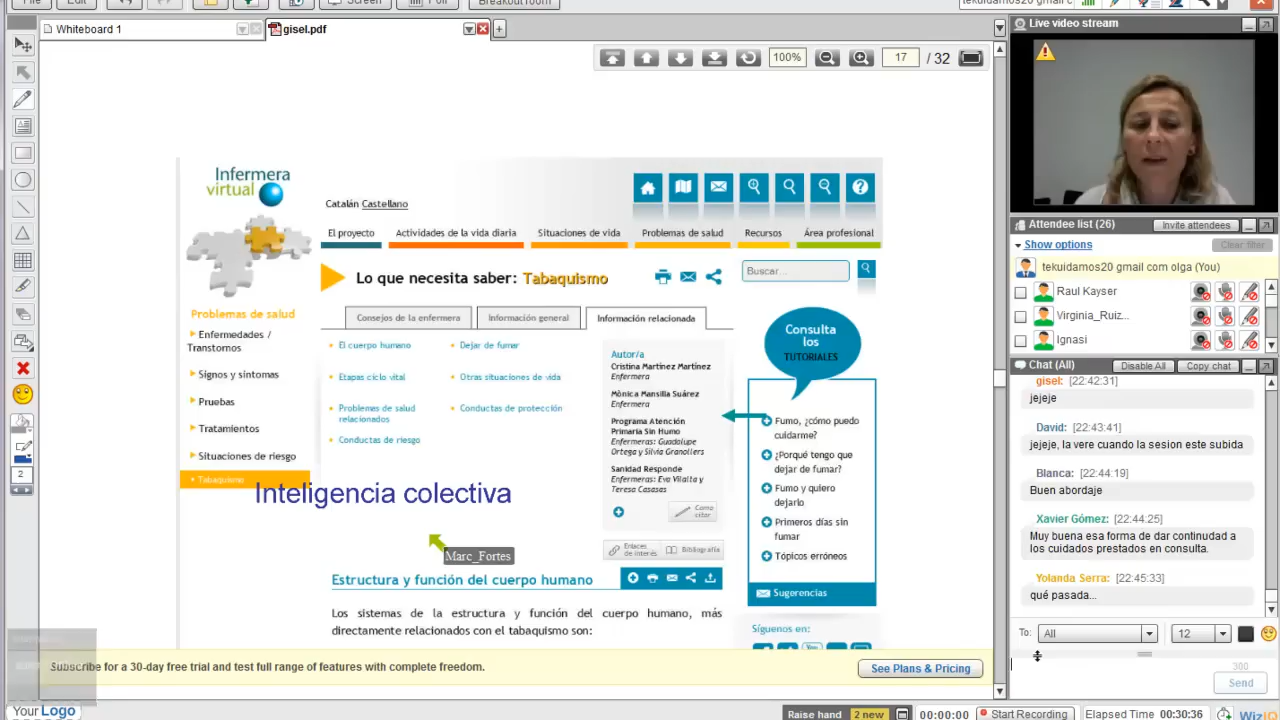 File
Edit
Screen
Poll
Breakout room
tekuidamos20 gmail c
Whiteboard 1
gisel.pdf
100%
17 / 32
Live video stream
Infermera
virtual
Catalán Castellano
El proyecto
Actividades de la vida diaria
Situaciones de vida
Problemas de salud
Recursos
Área profesional
Lo que necesita saber: Tabaquismo
Buscar...
Consejos de la enfermera
Información general
Información relacionada
Problemas de salud
Enfermedades /
Transtornos
Signos y síntomas
Pruebas
Tratamientos
Situaciones de riesgo
Tabaquismo
El cuerpo humano
Etapas ciclo vital
Problemas de salud
relacionados
Conductas de riesgo
Dejar de fumar
Otras situaciones de vida
Conductas de protección
Autor/a
Cristina Martínez Martínez
Enfermera
Mònica Mansilla Suárez
Enfermera
Programa Atención
Primaria Sin Humo
Enfermeras: Guadalupe
Ortega y Silvia Granollers
Sanidad Responde
Enfermeras: Eva Vilalta y
Teresa Casasas
Como
citar
Enlaces
de interés
Bibliografía
Consulta
los
TUTORIALES
Fumo, ¿cómo puedo
cuidarme?
¿Porqué tengo que
dejar de fumar?
Fumo y quiero
dejarlo
Primeros días sin
fumar
Tópicos erróneos
Sugerencias
Síguenos en:
Inteligencia colectiva
Marc_Fortes
Estructura y función del cuerpo humano
Los sistemas de la estructura y función del cuerpo humano, más
directamente relacionados con el tabaquismo son:
Subscribe for a 30-day free trial and test full range of features with complete freedom.
See Plans & Pricing
Your Logo
2
Attendee list (26)
Invite attendees
Show options
Clear filter
tekuidamos20 gmail com olga (You)
Raul Kayser
Virginia_Ruiz...
Ignasi
Chat (All)
Disable All
Copy chat
gisel: [22:42:31]
jejeje
David: [22:43:41]
jejeje, la vere cuando la sesion este subida
Blanca: [22:44:19]
Buen abordaje
Xavier Gómez: [22:44:25]
Muy buena esa forma de dar continudad a
los cuidados prestados en consulta.
Yolanda Serra: [22:45:33]
qué pasada...
To: All
12
300
Send
Raise hand
2 new
00:00:00
Start Recording
Elapsed Time 00:30:36
WizIQ